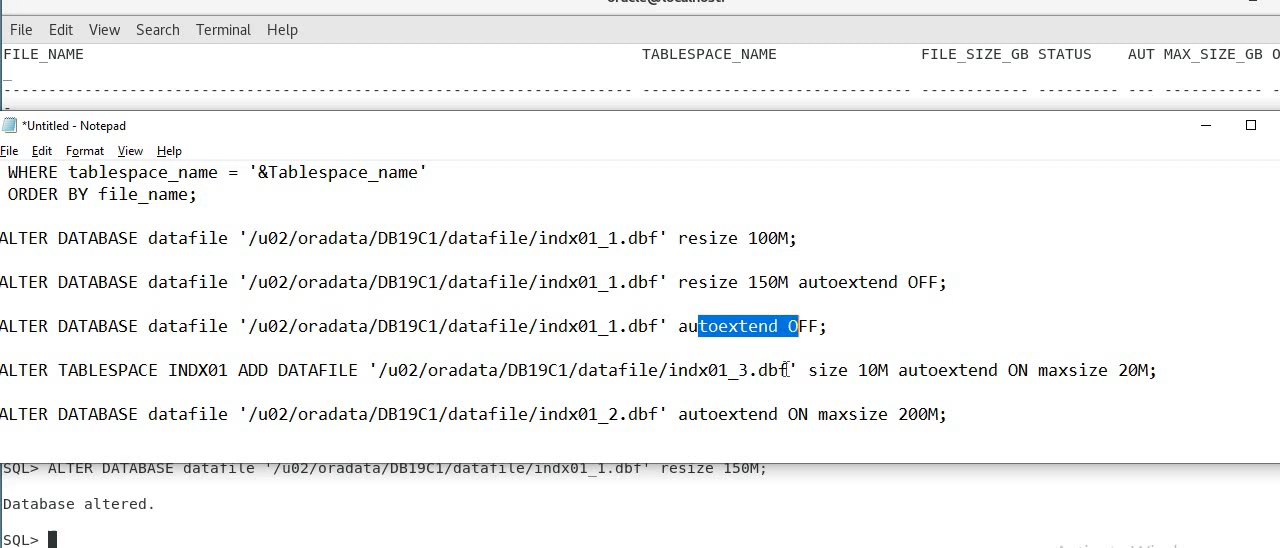 oracle@localhost:
File Edit View Search Terminal Help
FILE_NAME TABLESPACE_NAME FILE_SIZE_GB STATUS AUT MAX_SIZE_GB O
*Untitled - Notepad
File Edit Format View Help
WHERE tablespace_name = '&Tablespace_name'
ORDER BY file_name;
ALTER DATABASE datafile '/u02/oradata/DB19C1/datafile/indx01_1.dbf' resize 100M;
ALTER DATABASE datafile '/u02/oradata/DB19C1/datafile/indx01_1.dbf' resize 150M autoextend OFF;
ALTER DATABASE datafile '/u02/oradata/DB19C1/datafile/indx01_1.dbf' autoextend OFF;
ALTER TABLESPACE INDX01 ADD DATAFILE '/u02/oradata/DB19C1/datafile/indx01_3.dbf' size 10M autoextend ON maxsize 20M;
ALTER DATABASE datafile '/u02/oradata/DB19C1/datafile/indx01_2.dbf' autoextend ON maxsize 200M;
SQL> ALTER DATABASE datafile '/u02/oradata/DB19C1/datafile/indx01_1.dbf' resize 150M;
Database altered.
SQL>